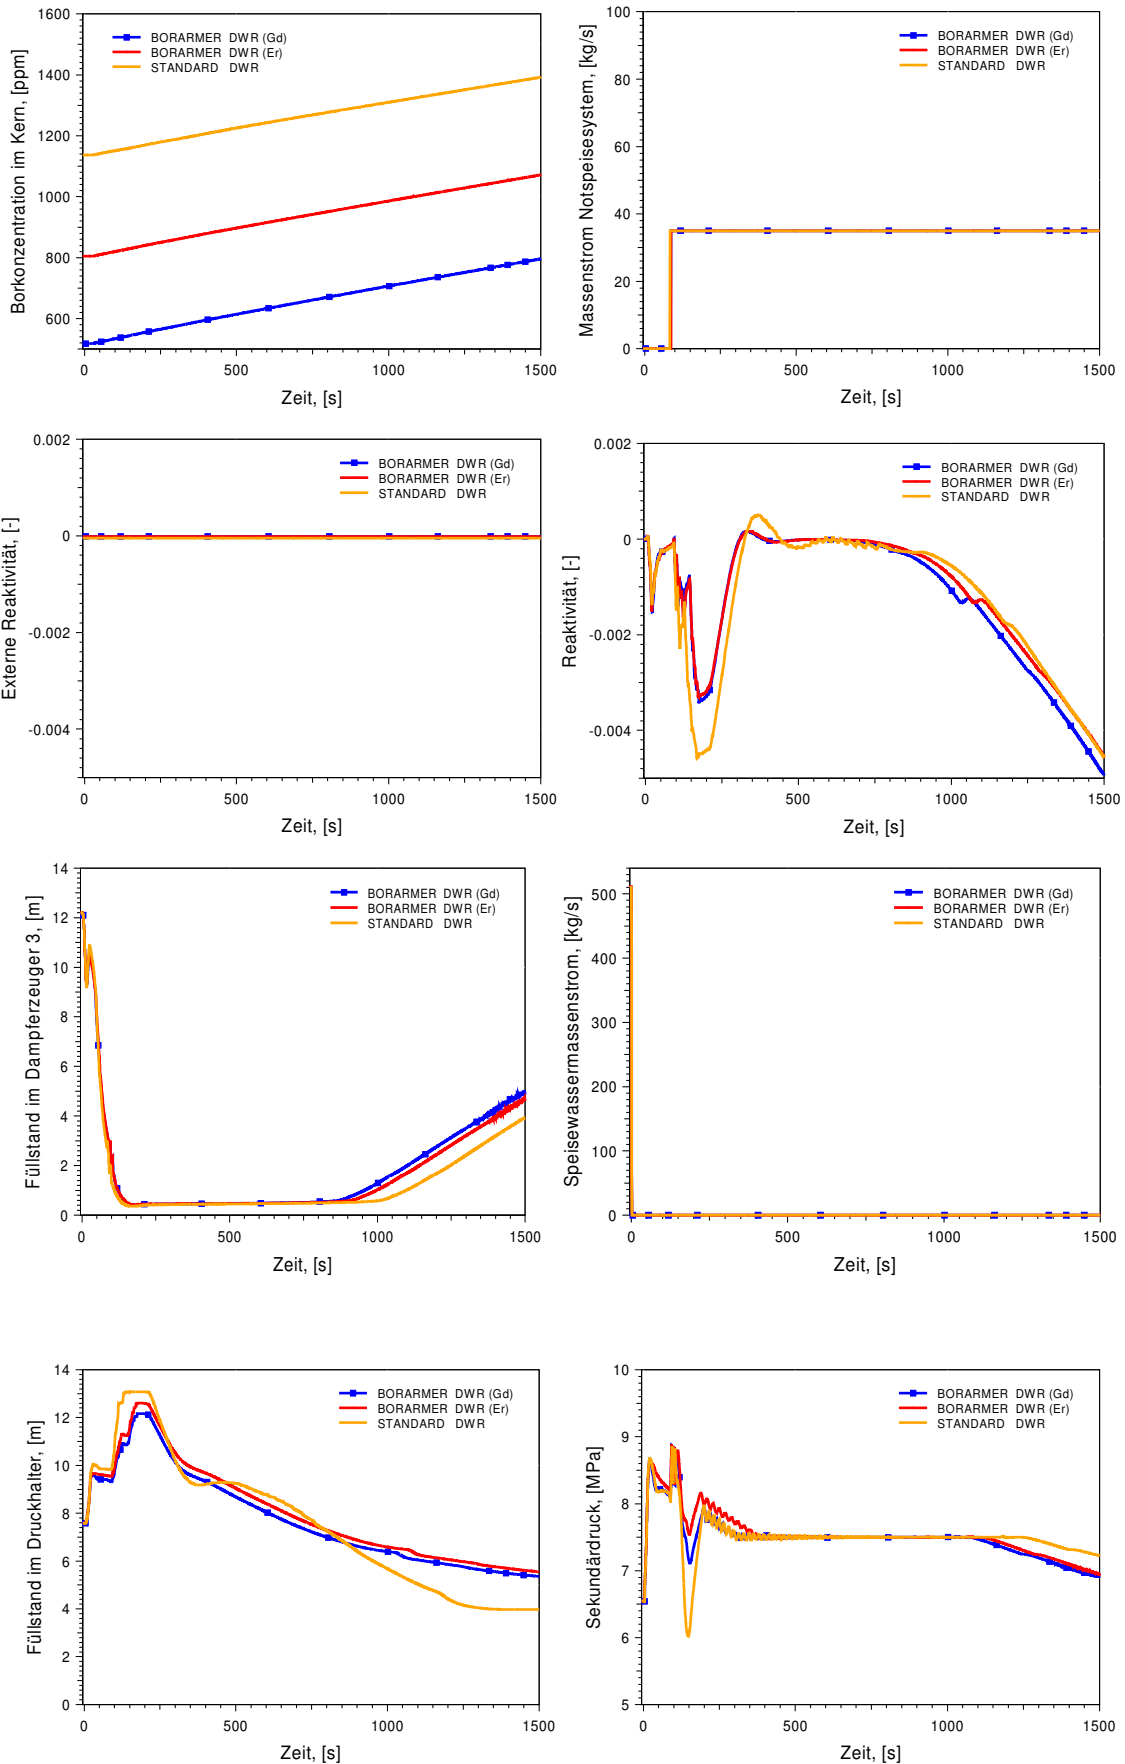 1600
1400
1200
1000
800
600
Borkonzentration im Kern, [ppm]
BORARMER DWR (Gd)
BORARMER DWR (Er)
STANDARD DWR
0 500 1000 1500
Zeit, [s]
100
80
60
40
20
0
Massenstrom Notspeisesystem, [kg/s]
BORARMER DWR (Gd)
BORARMER DWR (Er)
STANDARD DWR
0 500 1000 1500
Zeit, [s]
0.002
0
-0.002
-0.004
Externe Reaktivität, [-]
BORARMER DWR (Gd)
BORARMER DWR (Er)
STANDARD DWR
0 500 1000 1500
Zeit, [s]
0.002
0
-0.002
-0.004
Reaktivität, [-]
BORARMER DWR (Gd)
BORARMER DWR (Er)
STANDARD DWR
0 500 1000 1500
Zeit, [s]
14
12
10
8
6
4
2
0
Füllstand im Dampferzeuger 3, [m]
BORARMER DWR (Gd)
BORARMER DWR (Er)
STANDARD DWR
0 500 1000 1500
Zeit, [s]
500
400
300
200
100
0
Speisewassermassenstrom, [kg/s]
BORARMER DWR (Gd)
BORARMER DWR (Er)
STANDARD DWR
0 500 1000 1500
Zeit, [s]
14
12
10
8
6
4
2
0
Füllstand im Druckhalter, [m]
BORARMER DWR (Gd)
BORARMER DWR (Er)
STANDARD DWR
0 500 1000 1500
Zeit, [s]
10
9
8
7
6
5
Sekundärdruck, [MPa]
BORARMER DWR (Gd)
BORARMER DWR (Er)
STANDARD DWR
0 500 1000 1500
Zeit, [s]